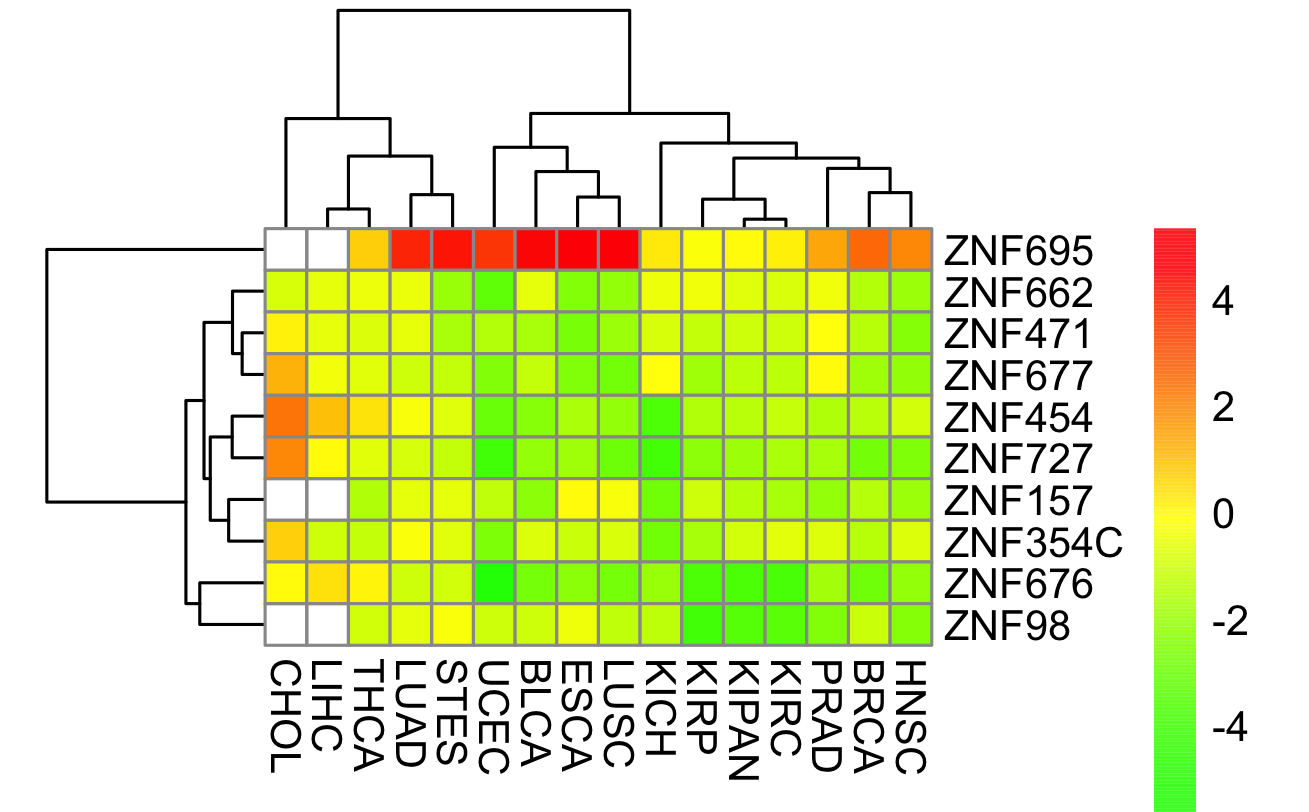 ZNF695
ZNF662
ZNF471
ZNF677
ZNF454
ZNF727
ZNF157
ZNF354C
ZNF676
ZNF98
CHOL
LIHC
THCA
LUAD
STES
UCEC
BLCA
ESCA
LUSC
KICH
KIRP
KIPAN
KIRC
PRAD
BRCA
HNSC
4
2
0
-2
-4